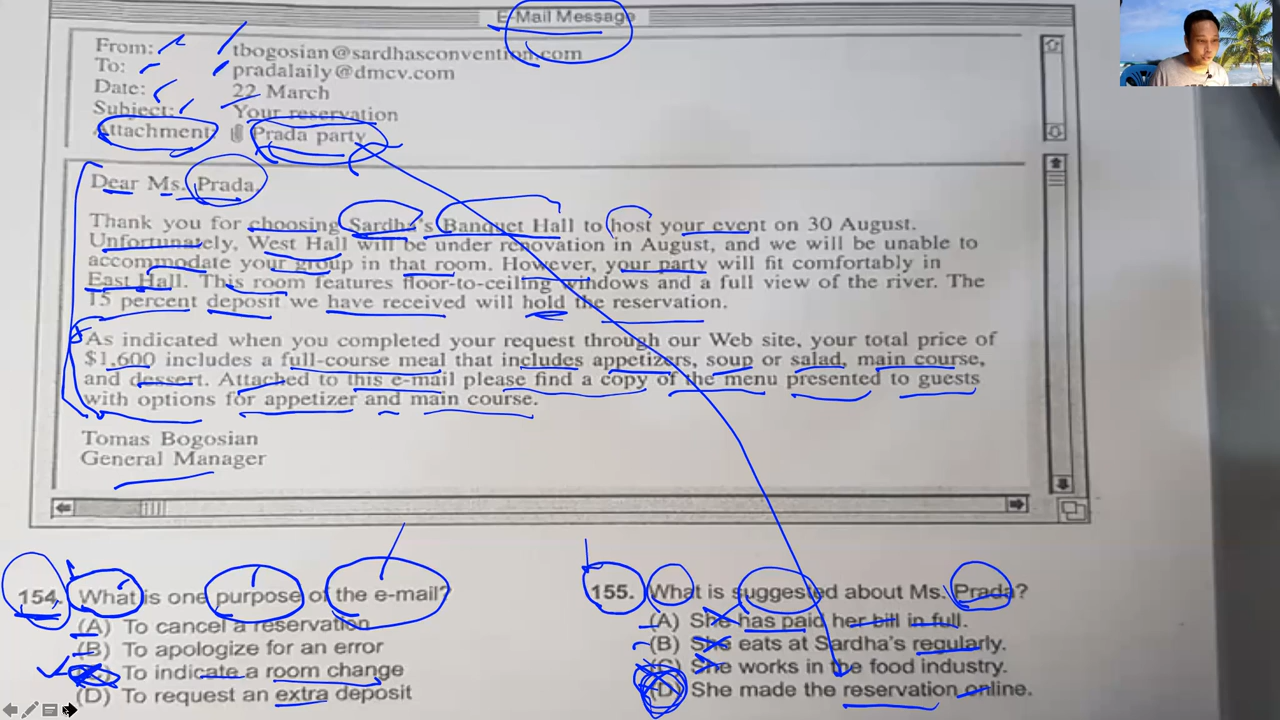 E-Mail Message
From: tbogosian@sardhasconvention.com
To: pradalaily@dmcv.com
Date: 22 March
Subject: Your reservation
Attachment: Prada party
Dear Ms. Prada,
Thank you for choosing Sardha's Banquet Hall to host your event on 30 August.
Unfortunately, West Hall will be under renovation in August, and we will be unable to
accommodate your group in that room. However, your party will fit comfortably in
East Hall. This room features floor-to-ceiling windows and a full view of the river. The
15 percent deposit we have received will hold the reservation.
As indicated when you completed your request through our Web site, your total price of
$1,600 includes a full-course meal that includes appetizers, soup or salad, main course,
and dessert. Attached to this e-mail please find a copy of the menu presented to guests
with options for appetizer and main course.
Tomas Bogosian
General Manager
154. What is one purpose of the e-mail?
(A) To cancel a reservation
(B) To apologize for an error
(C) To indicate a room change
(D) To request an extra deposit
155. What is suggested about Ms. Prada?
(A) She has paid her bill in full.
(B) She eats at Sardha's regularly.
(C) She works in the food industry.
(D) She made the reservation online.